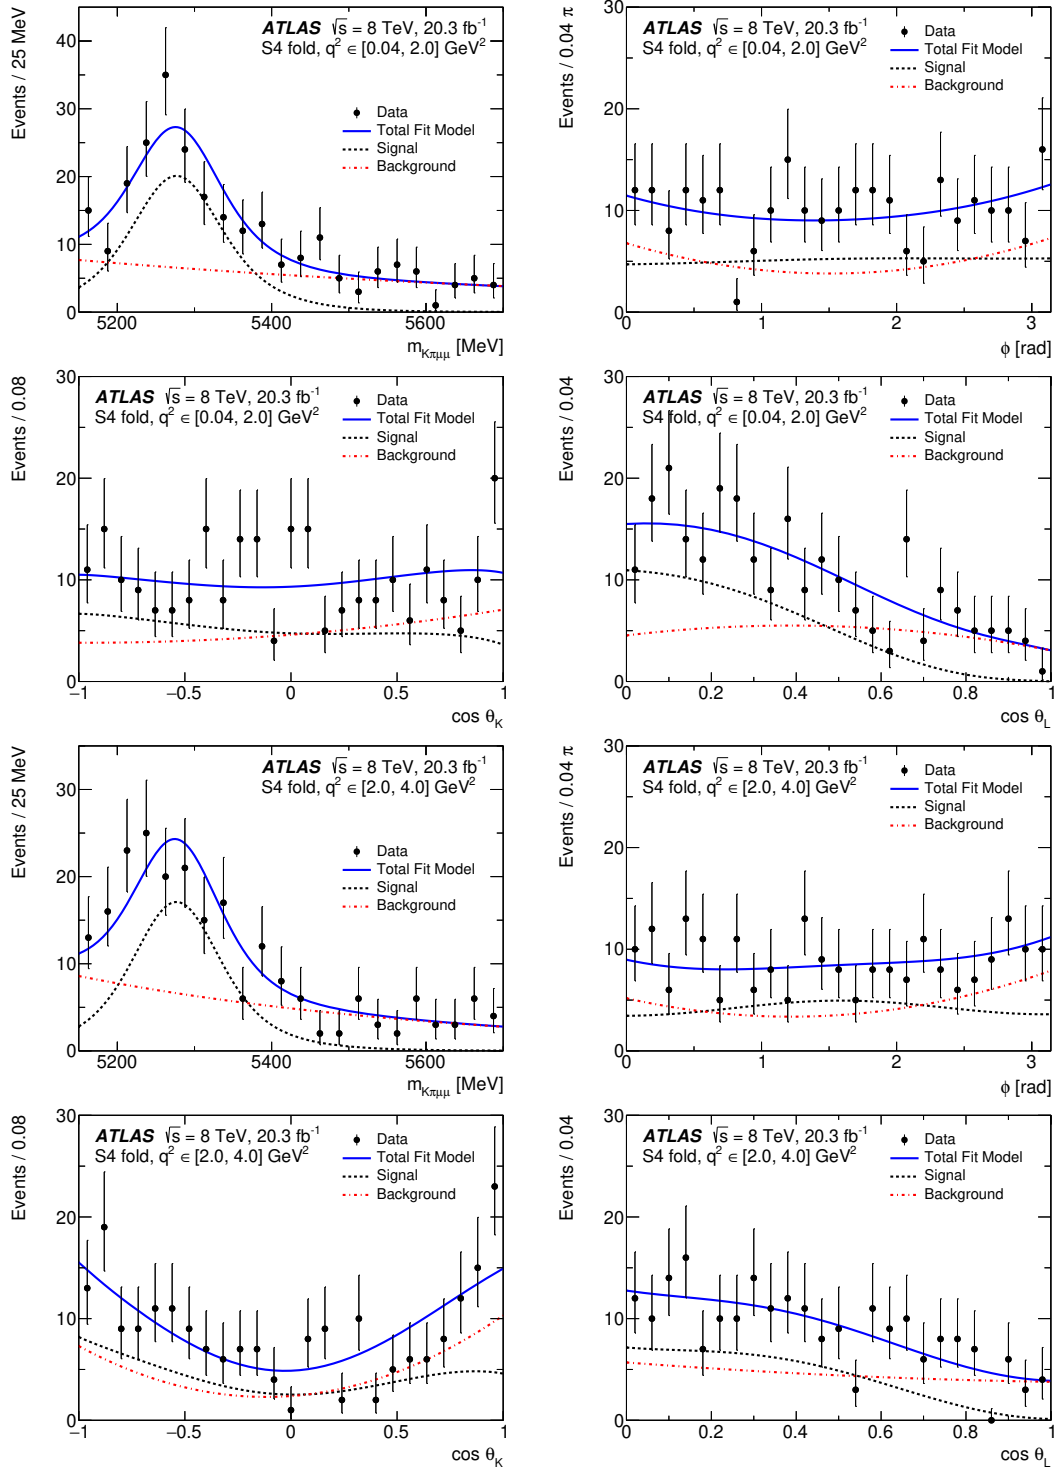 Events / 25 MeV
ATLAS √s = 8 TeV, 20.3 fb⁻¹
S4 fold, q² ∈ [0.04, 2.0] GeV²
Data
Total Fit Model
Signal
Background
0
10
20
30
40
5200
5400
5600
m_Kπμμ [MeV]
Events / 0.04 π
ATLAS √s = 8 TeV, 20.3 fb⁻¹
S4 fold, q² ∈ [0.04, 2.0] GeV²
Data
Total Fit Model
Signal
Background
0
10
20
30
0
1
2
3
ϕ [rad]
Events / 0.08
ATLAS √s = 8 TeV, 20.3 fb⁻¹
S4 fold, q² ∈ [0.04, 2.0] GeV²
Data
Total Fit Model
Signal
Background
0
10
20
30
−1
−0.5
0
0.5
1
cos θ_K
Events / 0.04
ATLAS √s = 8 TeV, 20.3 fb⁻¹
S4 fold, q² ∈ [0.04, 2.0] GeV²
Data
Total Fit Model
Signal
Background
0
10
20
30
0
0.2
0.4
0.6
0.8
1
cos θ_L
Events / 25 MeV
ATLAS √s = 8 TeV, 20.3 fb⁻¹
S4 fold, q² ∈ [2.0, 4.0] GeV²
Data
Total Fit Model
Signal
Background
0
10
20
30
5200
5400
5600
m_Kπμμ [MeV]
Events / 0.04 π
ATLAS √s = 8 TeV, 20.3 fb⁻¹
S4 fold, q² ∈ [2.0, 4.0] GeV²
Data
Total Fit Model
Signal
Background
0
10
20
30
0
1
2
3
ϕ [rad]
Events / 0.08
ATLAS √s = 8 TeV, 20.3 fb⁻¹
S4 fold, q² ∈ [2.0, 4.0] GeV²
Data
Total Fit Model
Signal
Background
0
10
20
30
−1
−0.5
0
0.5
1
cos θ_K
Events / 0.04
ATLAS √s = 8 TeV, 20.3 fb⁻¹
S4 fold, q² ∈ [2.0, 4.0] GeV²
Data
Total Fit Model
Signal
Background
0
10
20
30
0
0.2
0.4
0.6
0.8
1
cos θ_L